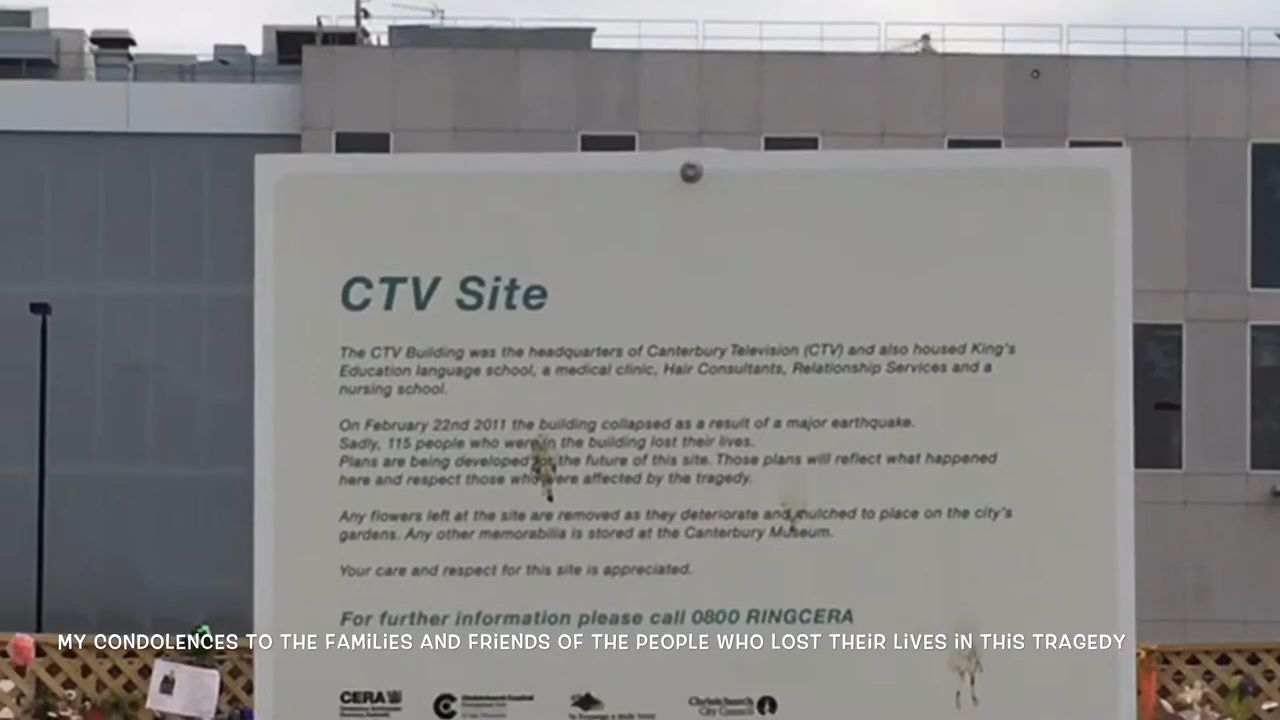 CTV Site
The CTV Building was the headquarters of Canterbury Television (CTV) and also housed King's
Education language school, a medical clinic, Hair Consultants, Relationship Services and a
nursing school.
On February 22nd 2011 the building collapsed as a result of a major earthquake.
Sadly, 115 people who were in the building lost their lives.
Plans are being developed for the future of this site. Those plans will reflect what happened
here and respect those who were affected by the tragedy.
Any flowers left at the site are removed as they deteriorate and mulched to place on the city's
gardens. Any other memorabilia is stored at the Canterbury Museum.
Your care and respect for this site is appreciated.
For further information please call 0800 RINGCERA
MY CONDOLENCES TO THE FAMILIES AND FRIENDS OF THE PEOPLE WHO LOST THEIR LIVES IN THIS TRAGEDY
CERA
Christchurch
City Council